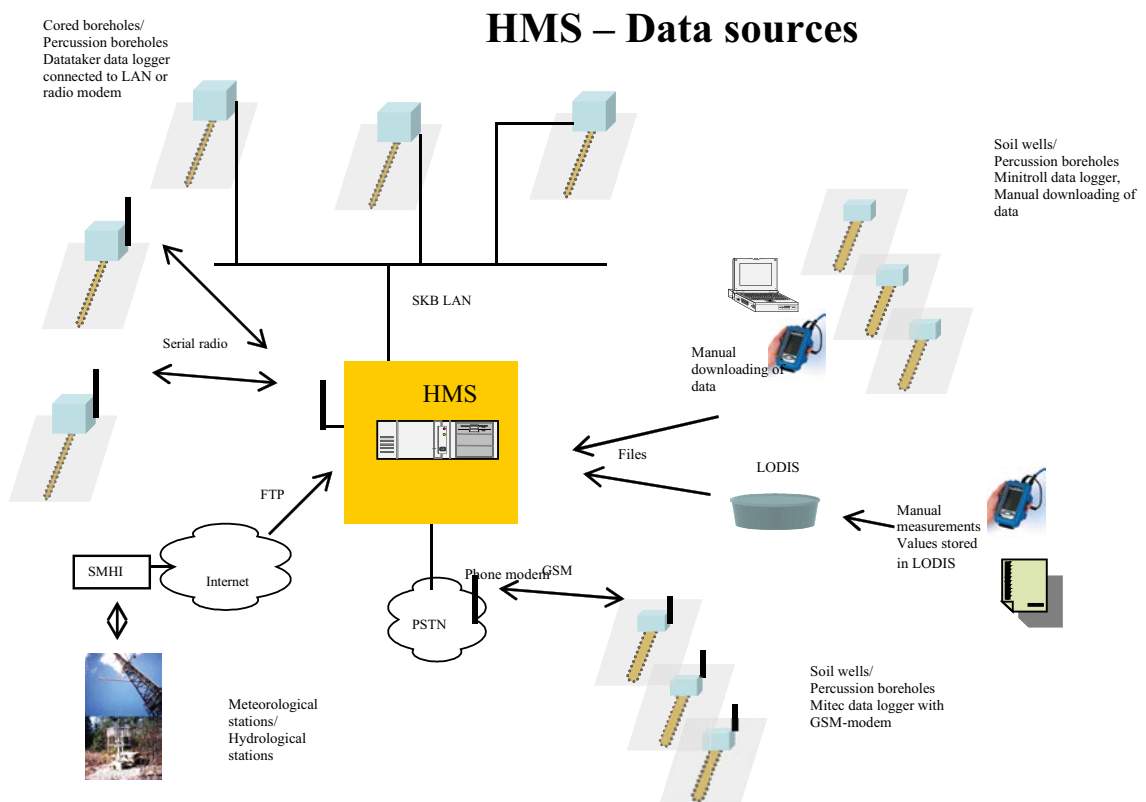 HMS – Data sources
Cored boreholes/
Percussion boreholes
Datataker data logger
connected to LAN or
radio modem
Soil wells/
Percussion boreholes
Minitroll data logger,
Manual downloading of
data
SKB LAN
Serial radio
Manual
downloading of
data
HMS
Files
LODIS
FTP
Manual
measurements
Values stored
in LODIS
SMHI
Internet
Phone modem
GSM
PSTN
Soil wells/
Percussion boreholes
Mitec data logger with
GSM-modem
Meteorological
stations/
Hydrological
stations